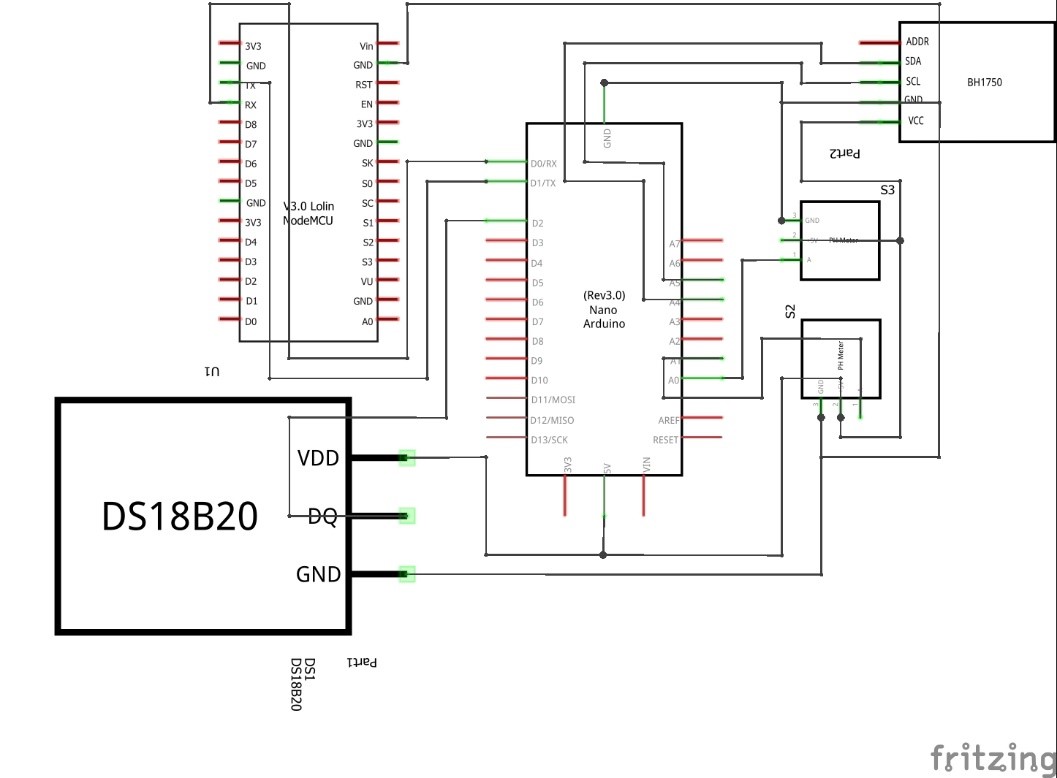 3V3
GND
TX
RX
D8
D7
D6
D5
GND
3V3
D4
D3
D2
D1
D0
Vin
GND
RST
EN
3V3
GND
SK
S0
SC
S1
S2
S3
VU
GND
A0
V3.0 Lolin
NodeMCU
U1
GND
D0/RX
D1/TX
D2
D3
D4
D5
D6
D7
D8
D9
D10
D11/MOSI
D12/MISO
D13/SCK
A7
A6
A5
A4
A3
A2
A1
A0
AREF
RESET
(Rev3.0)
Nano
Arduino
3V3
5V
VIN
ADDR
SDA
SCL
GND
VCC
BH1750
Part2
S3
3 GND
2 5V PH Meter
1 A
S2
PH Meter
GND
5V
A
3 2 1
VDD
DQ
GND
DS18B20
DS1
DS18B20
Part1
fritzing